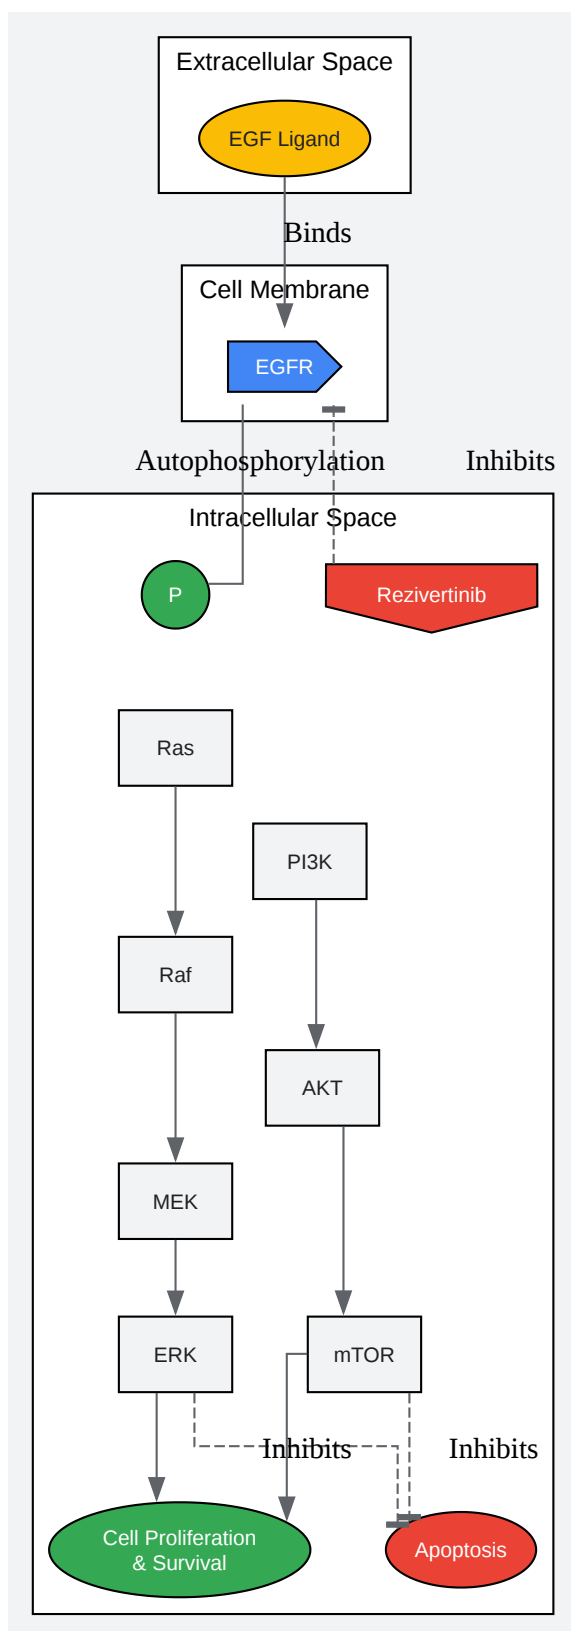 Extracellular Space
EGF Ligand
Binds
Cell Membrane
EGFR
Autophosphorylation
Inhibits
Intracellular Space
P
Rezivertinib
Ras
PI3K
Raf
AKT
MEK
ERK
mTOR
Inhibits
Inhibits
Cell Proliferation
& Survival
Apoptosis